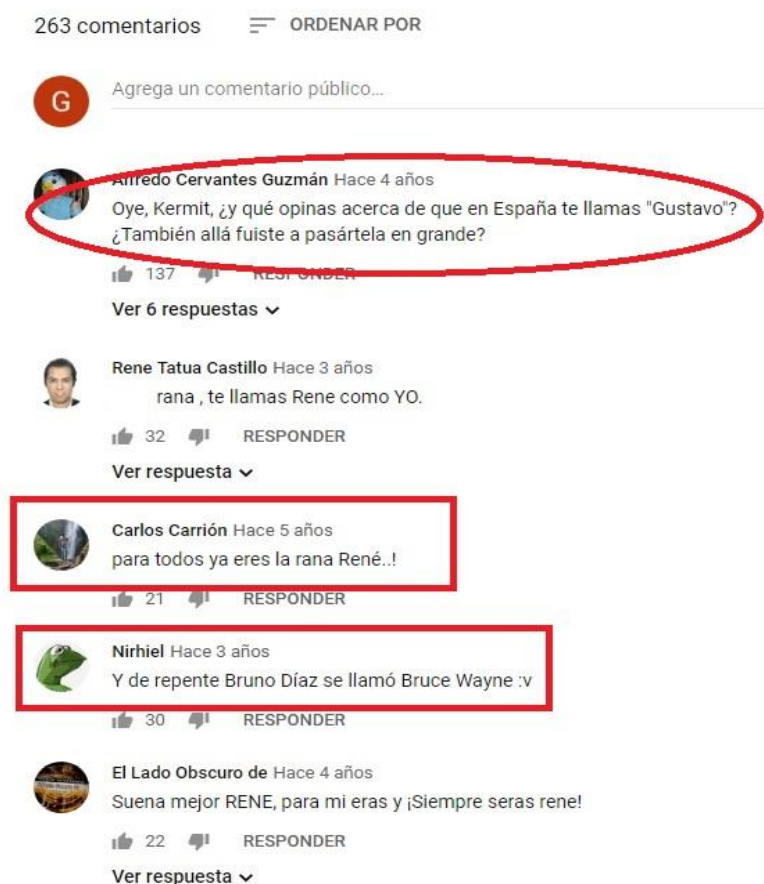 263 comentarios ORDENAR POR
G Agrega un comentario público...
Alfredo Cervantes Guzmán Hace 4 años
Oye, Kermit, ¿y qué opinas acerca de que en España te llamas "Gustavo"?
¿También allá fuiste a pasártela en grande?
137 RESPONDER
Ver 6 respuestas
Rene Tatua Castillo Hace 3 años
rana , te llamas Rene como YO.
32 RESPONDER
Ver respuesta
Carlos Carrión Hace 5 años
para todos ya eres la rana René..!
21 RESPONDER
Nirhiel Hace 3 años
Y de repente Bruno Díaz se llamó Bruce Wayne :v
30 RESPONDER
El Lado Obscuro de Hace 4 años
Suena mejor RENE, para mi eras y ¡Siempre seras rene!
22 RESPONDER
Ver respuesta